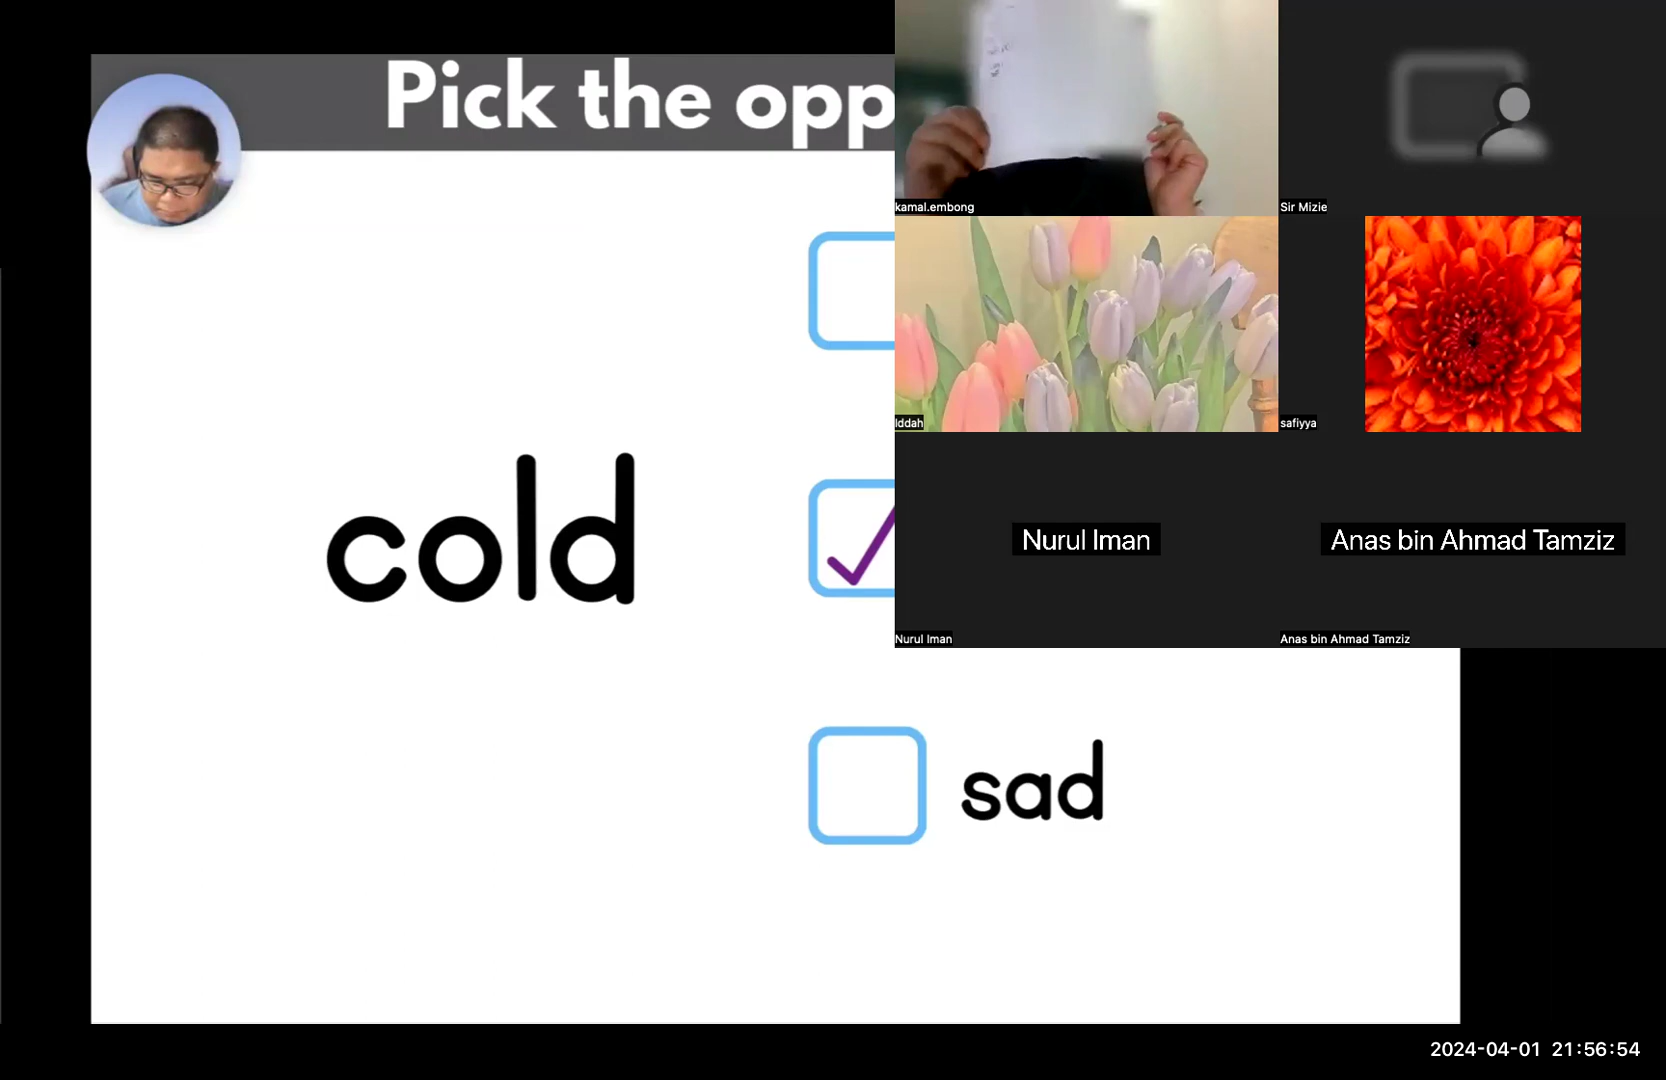 Pick the opp
kamal.embong
Sir Mizie
Iddah
safiyya
cold
Nurul Iman
Anas bin Ahmad Tamziz
Nurul Iman
Anas bin Ahmad Tamziz
sad
2024-04-01 21:56:54